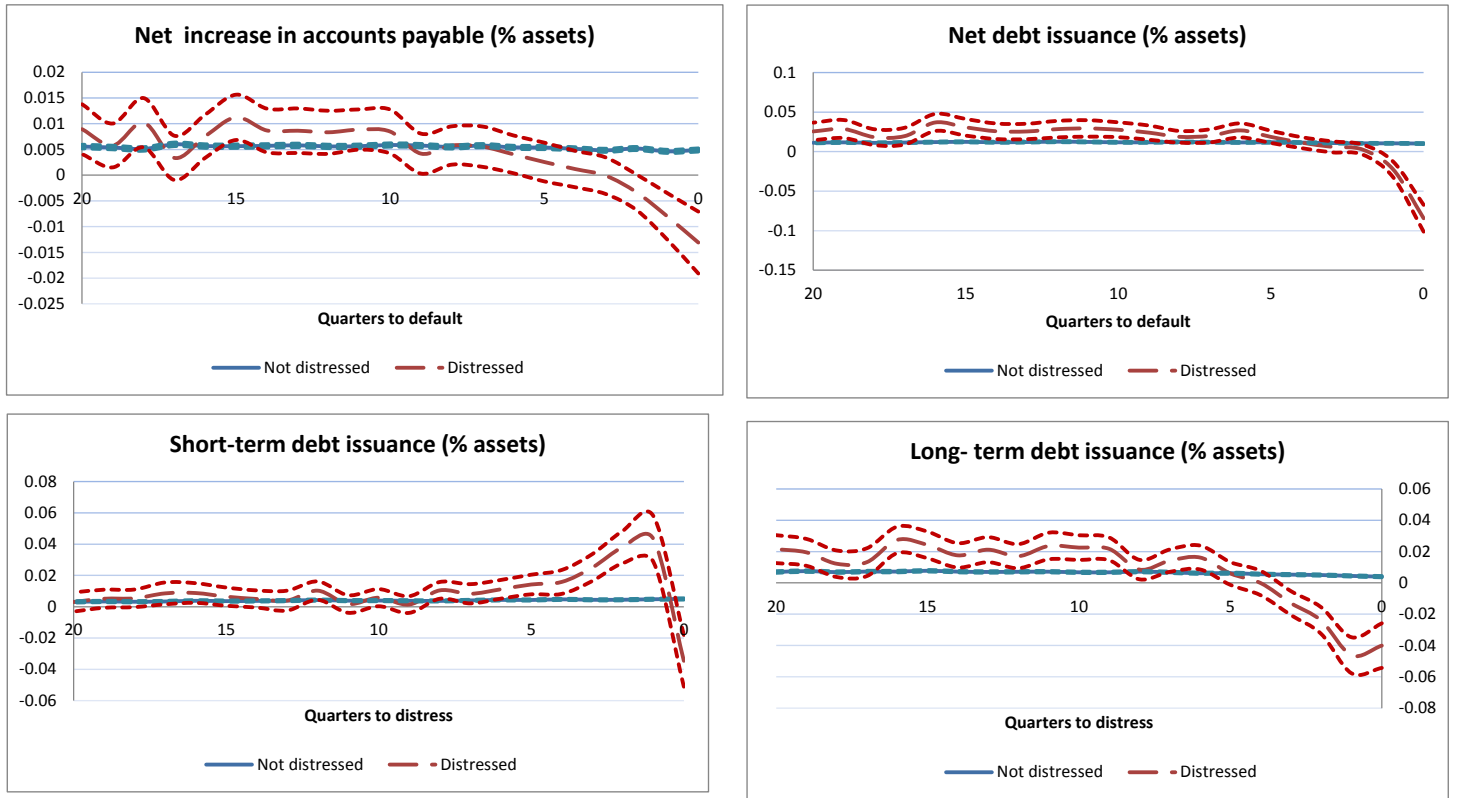 Net increase in accounts payable (% assets)
0.02
0.015
0.01
0.005
0
-0.005
-0.01
-0.015
-0.02
-0.025
20 15 10 5 0
Quarters to default
Not distressed Distressed
Net debt issuance (% assets)
0.1
0.05
0
-0.05
-0.1
-0.15
20 15 10 5 0
Quarters to default
Not distressed Distressed
Short-term debt issuance (% assets)
0.08
0.06
0.04
0.02
0
-0.02
-0.04
-0.06
20 15 10 5 0
Quarters to distress
Not distressed Distressed
Long- term debt issuance (% assets)
0.06
0.04
0.02
0
-0.02
-0.04
-0.06
-0.08
20 15 10 5 0
Quarters to distress
Not distressed Distressed